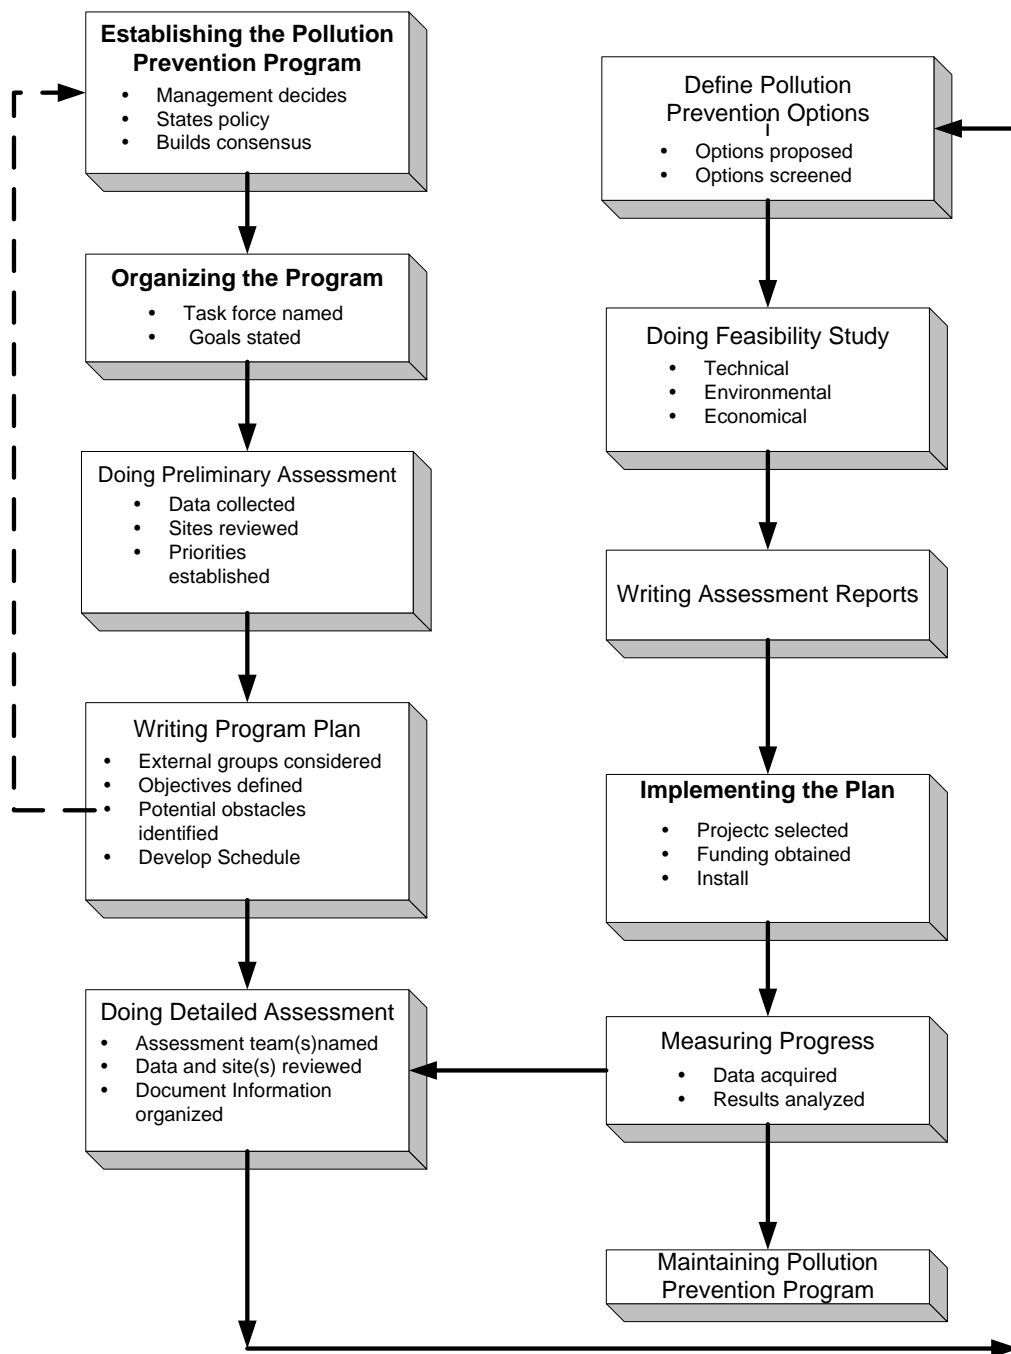 Establishing the Pollution
Prevention Program
• Management decides
• States policy
• Builds consensus
Organizing the Program
• Task force named
• Goals stated
Doing Preliminary Assessment
• Data collected
• Sites reviewed
• Priorities
established
Writing Program Plan
• External groups considered
• Objectives defined
• Potential obstacles
identified
• Develop Schedule
Doing Detailed Assessment
• Assessment team(s)named
• Data and site(s) reviewed
• Document Information
organized
Define Pollution
Prevention Options
• Options proposed
• Options screened
Doing Feasibility Study
• Technical
• Environmental
• Economical
Writing Assessment Reports
Implementing the Plan
• Projectc selected
• Funding obtained
• Install
Measuring Progress
• Data acquired
• Results analyzed
Maintaining Pollution
Prevention Program